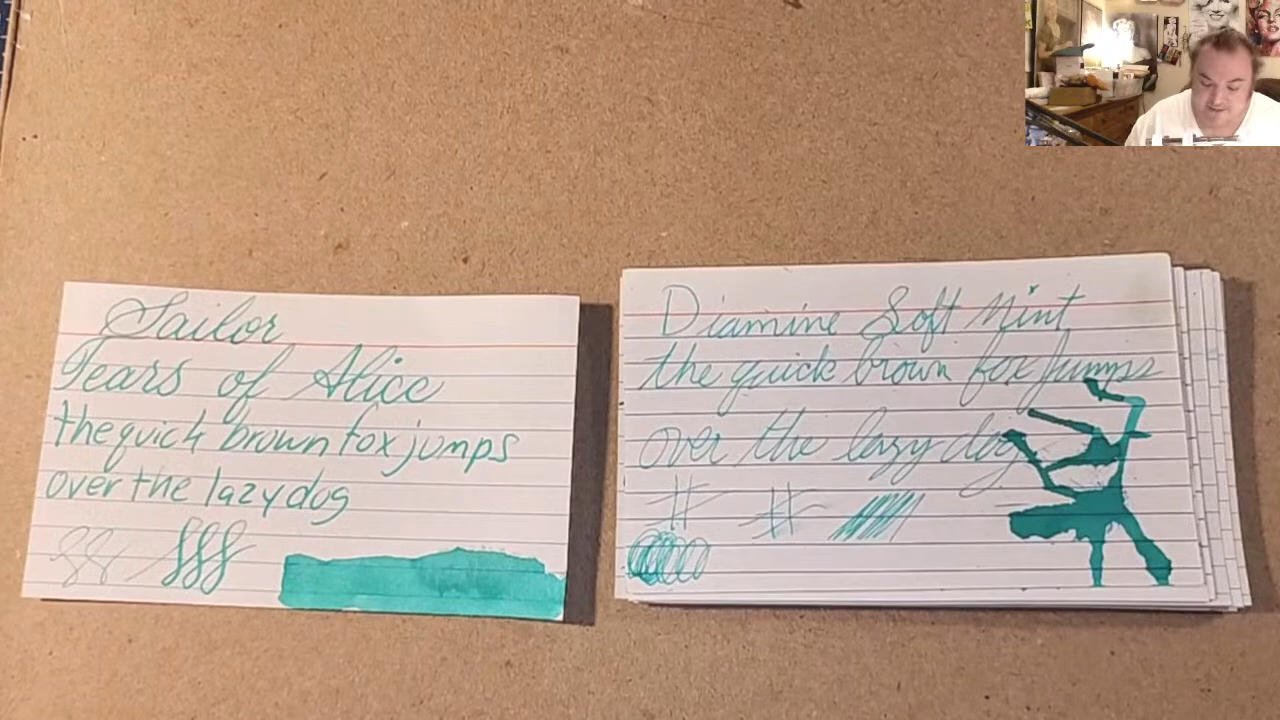 Sailor
Tears of Alice
the quick brown fox jumps
over the lazy dog
Diamine Soft Mint
the quick brown fox jumps
over the lazy dog